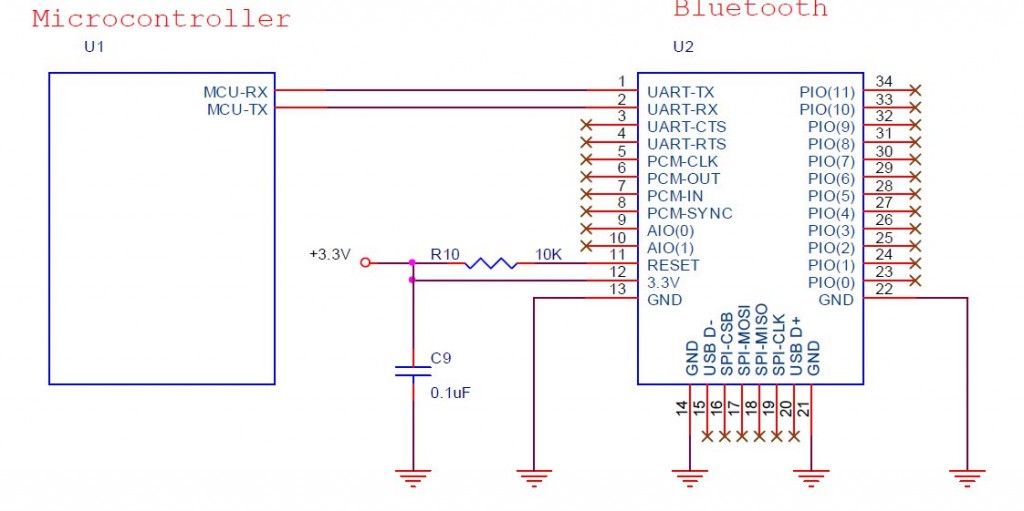 Microcontroller
Bluetooth
U1
U2
MCU-RX
MCU-TX
1 UART-TX
2 UART-RX
3 UART-CTS
4 UART-RTS
5 PCM-CLK
6 PCM-OUT
7 PCM-IN
8 PCM-SYNC
9 AIO(0)
10 AIO(1)
11 RESET
12 3.3V
13 GND
PIO(11) 34
PIO(10) 33
PIO(9) 32
PIO(8) 31
PIO(7) 30
PIO(6) 29
PIO(5) 28
PIO(4) 27
PIO(3) 26
PIO(2) 25
PIO(1) 24
PIO(0) 23
GND 22
+3.3V
R10
10K
C9
0.1uF
GND 14
USB D- 15
SPI-CSB 16
SPI-MOSI 17
SPI-MISO 18
SPI-CLK 19
USB D+ 20
GND 21